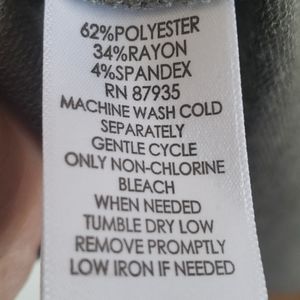 62%POLYESTER
34%RAYON
4%SPANDEX
RN 87935
MACHINE WASH COLD
SEPARATELY
GENTLE CYCLE
ONLY NON-CHLORINE
BLEACH
WHEN NEEDED
TUMBLE DRY LOW
REMOVE PROMPTLY
LOW IRON IF NEEDED